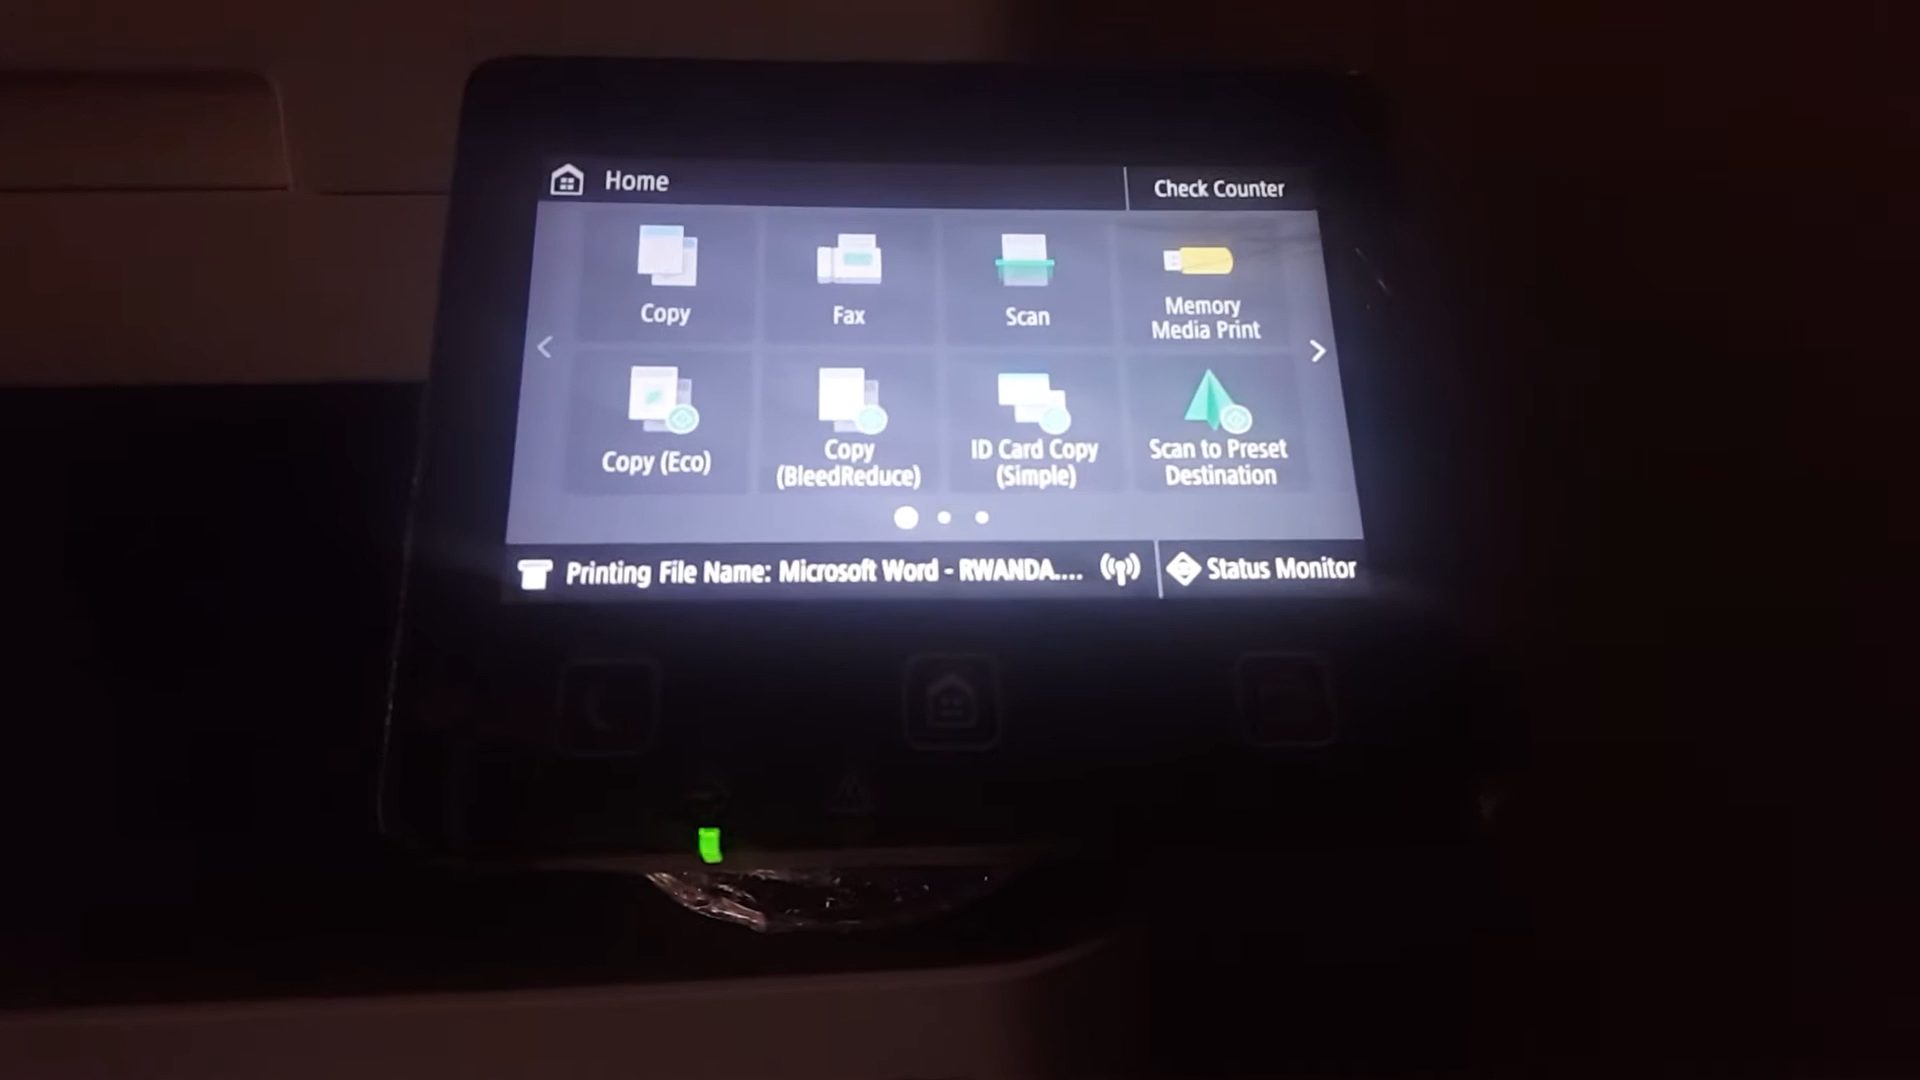 Home
Check Counter
Copy
Fax
Scan
Memory
Media Print
Copy (Eco)
Copy
(BleedReduce)
ID Card Copy
(Simple)
Scan to Preset
Destination
Printing File Name: Microsoft Word - RWANDA....
Status Monitor